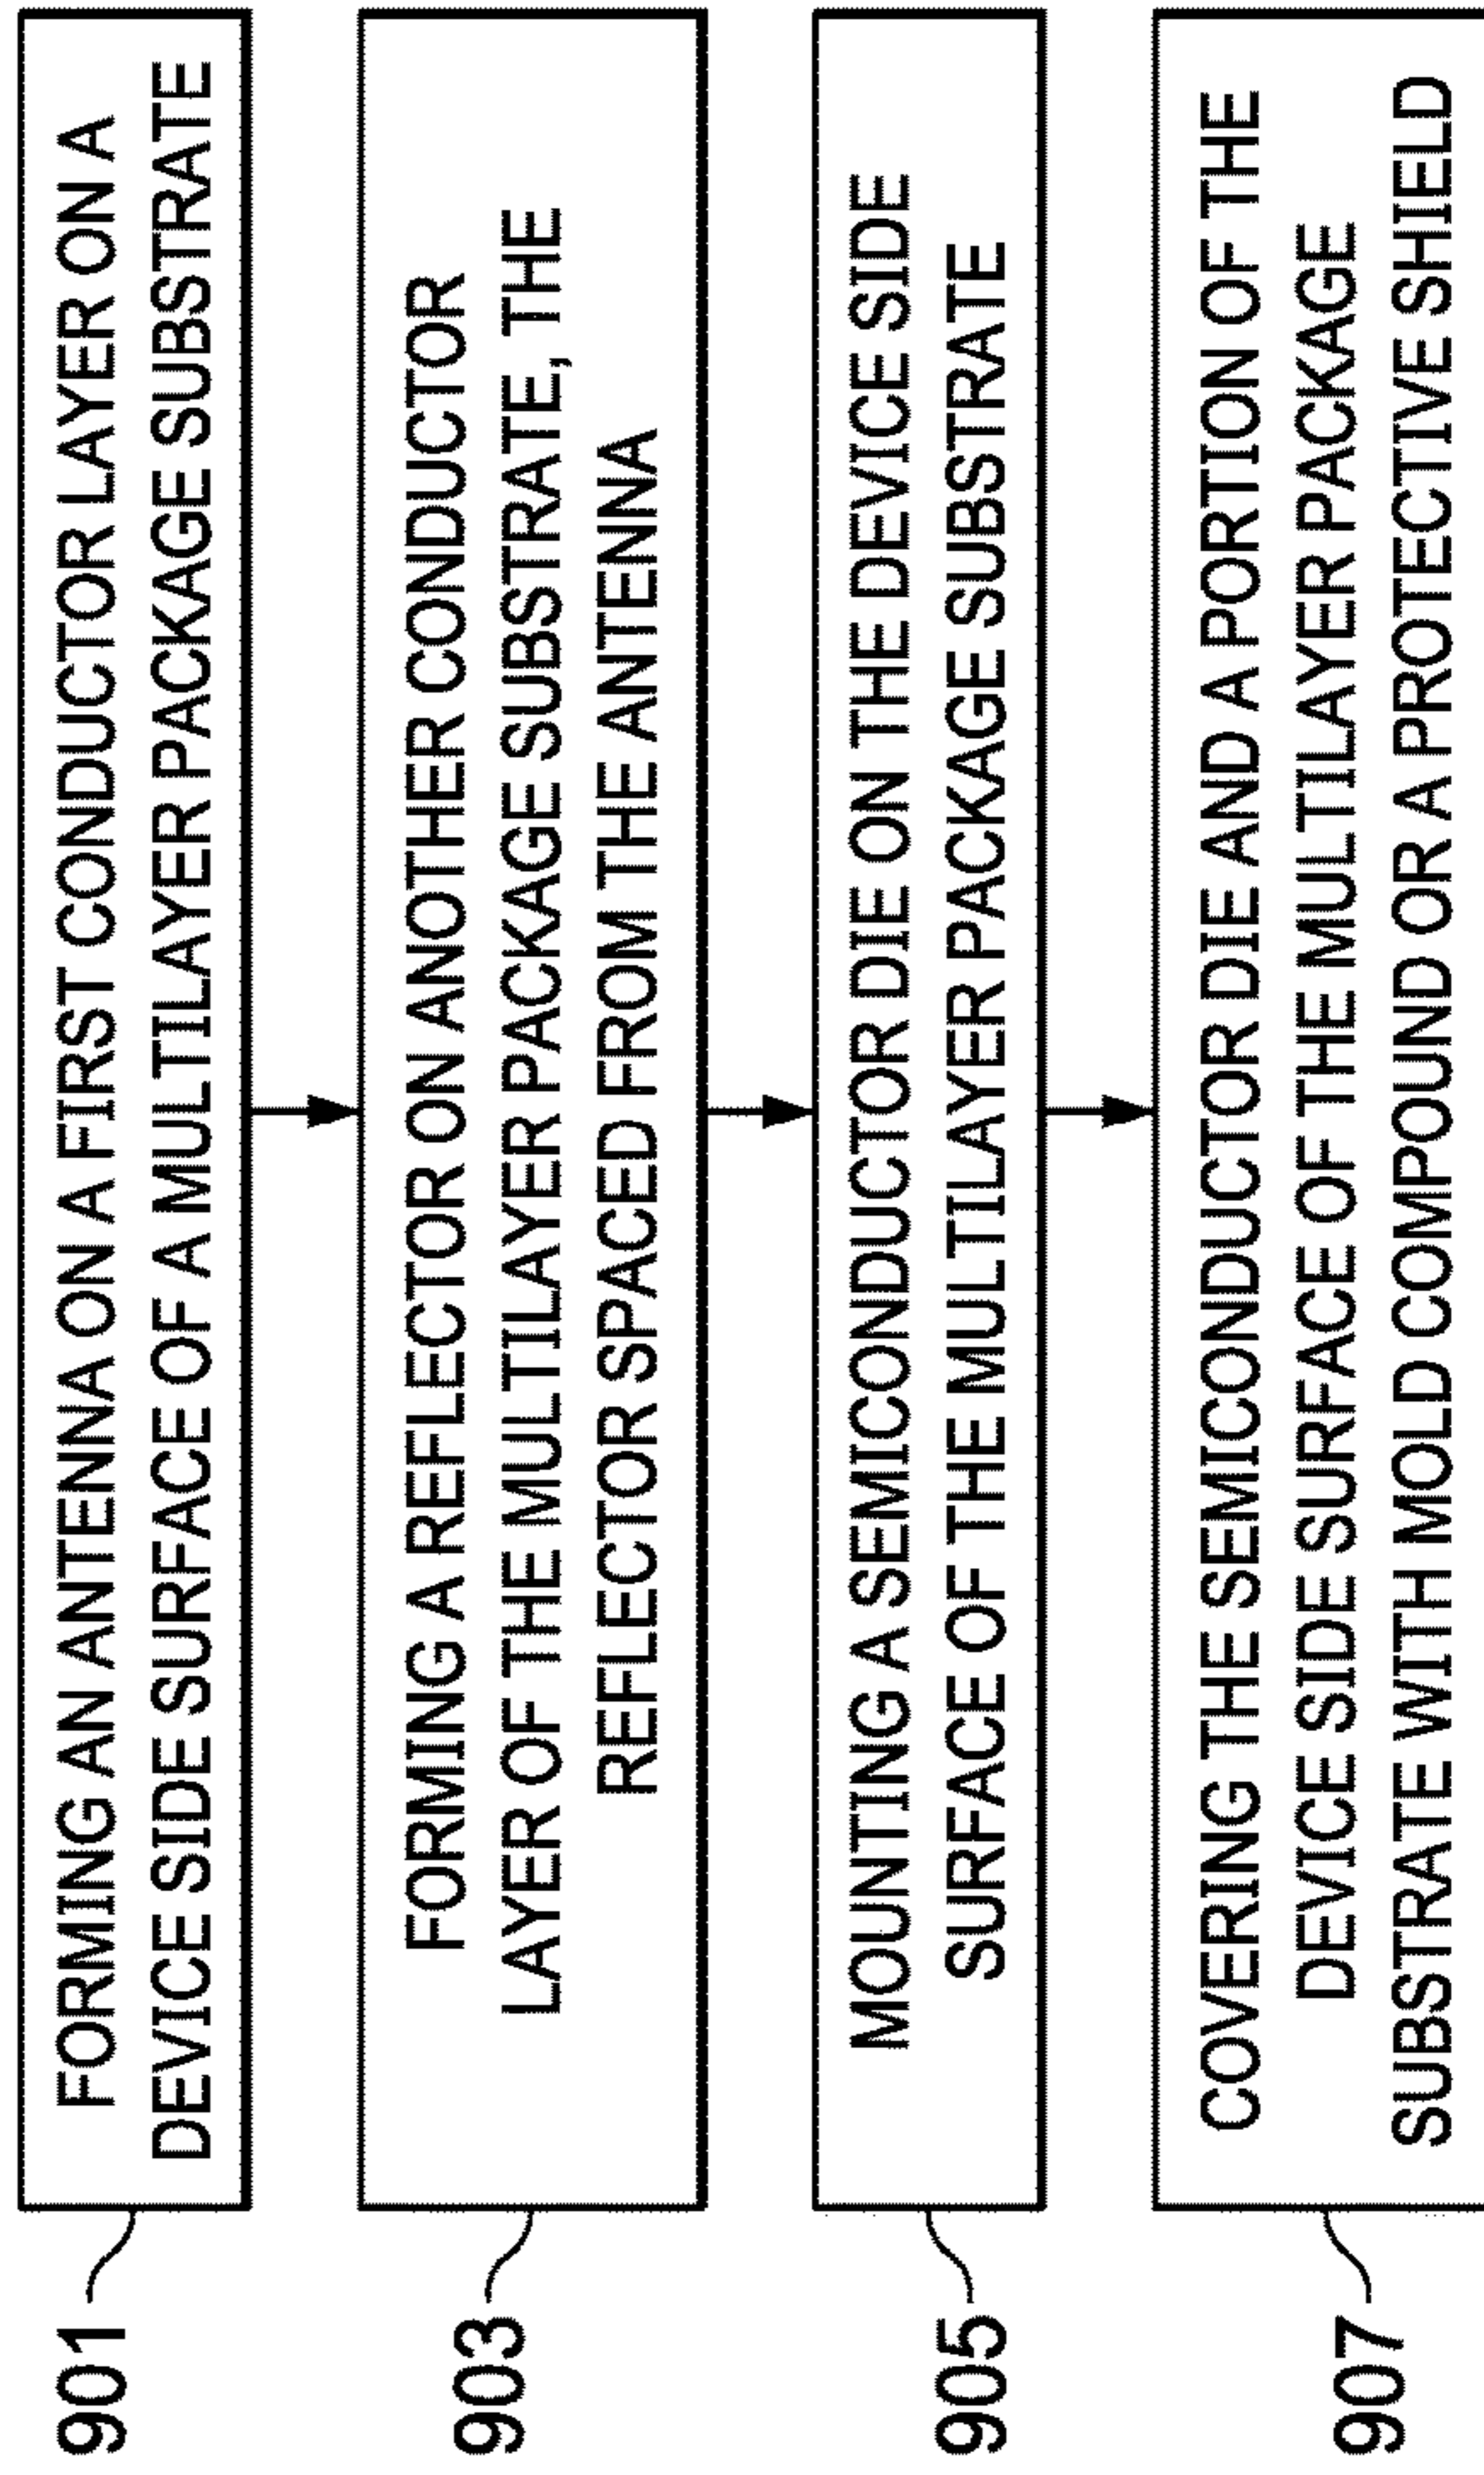 901
FORMING AN ANTENNA ON A FIRST CONDUCTOR LAYER ON A
DEVICE SIDE SURFACE OF A MULTILAYER PACKAGE SUBSTRATE
903
FORMING A REFLECTOR ON ANOTHER CONDUCTOR
LAYER OF THE MULTILAYER PACKAGE SUBSTRATE, THE
REFLECTOR SPACED FROM THE ANTENNA
905
MOUNTING A SEMICONDUCTOR DIE ON THE DEVICE SIDE
SURFACE OF THE MULTILAYER PACKAGE SUBSTRATE
907
COVERING THE SEMICONDUCTOR DIE AND A PORTION OF THE
DEVICE SIDE SURFACE OF THE MULTILAYER PACKAGE
SUBSTRATE WITH MOLD COMPOUND OR A PROTECTIVE SHIELD